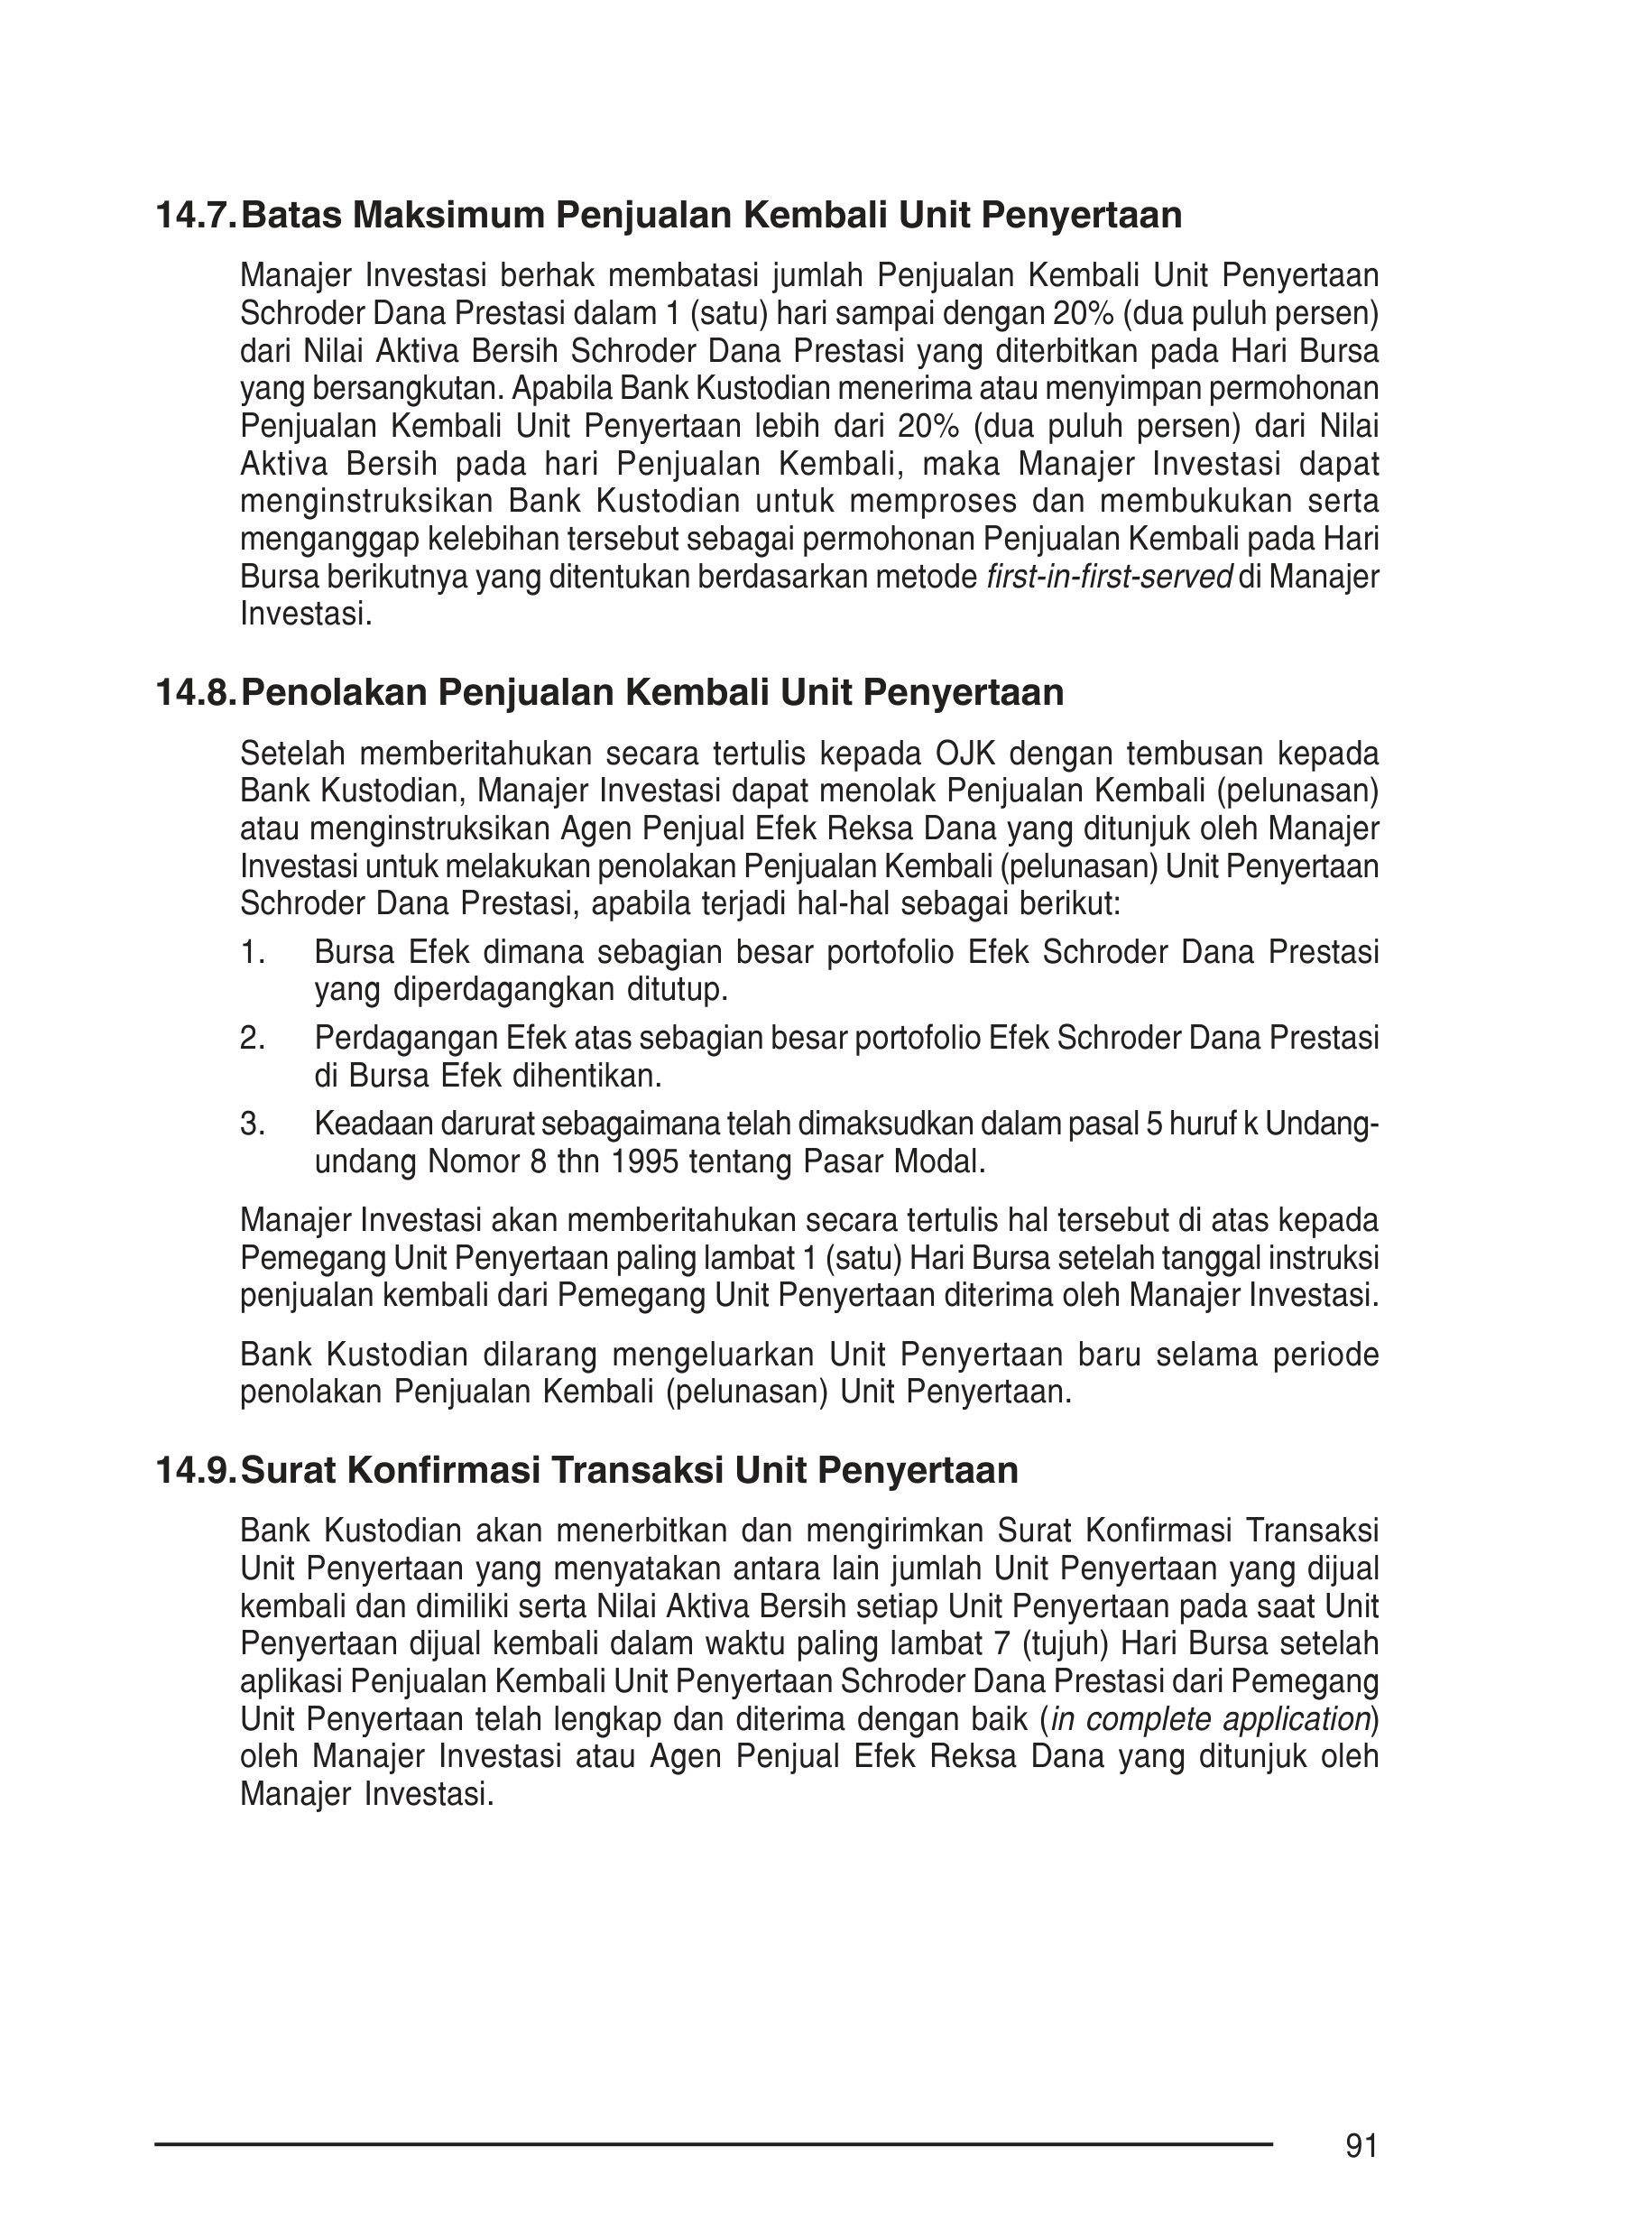 14.7. Batas Maksimum Penjualan Kembali Unit Penyertaan
Manajer Investasi berhak membatasi jumlah Penjualan Kembali Unit Penyertaan
Schroder Dana Prestasi dalam 1 (satu) hari sampai dengan 20% (dua puluh persen)
dari Nilai Aktiva Bersih Schroder Dana Prestasi yang diterbitkan pada Hari Bursa
yang bersangkutan. Apabila Bank Kustodian menerima atau menyimpan permohonan
Penjualan Kembali Unit Penyertaan lebih dari 20% (dua puluh persen) dari Nilai
Aktiva Bersih pada hari Penjualan Kembali, maka Manajer Investasi dapat
menginstruksikan Bank Kustodian untuk memproses dan membukukan serta
menganggap kelebihan tersebut sebagai permohonan Penjualan Kembali pada Hari
Bursa berikutnya yang ditentukan berdasarkan metode first-in-first-served di Manajer
Investasi.
14.8. Penolakan Penjualan Kembali Unit Penyertaan
Setelah memberitahukan secara tertulis kepada OJK dengan tembusan kepada
Bank Kustodian, Manajer Investasi dapat menolak Penjualan Kembali (pelunasan)
atau menginstruksikan Agen Penjual Efek Reksa Dana yang ditunjuk oleh Manajer
Investasi untuk melakukan penolakan Penjualan Kembali (pelunasan) Unit Penyertaan
Schroder Dana Prestasi, apabila terjadi hal-hal sebagai berikut:
1. Bursa Efek dimana sebagian besar portofolio Efek Schroder Dana Prestasi
yang diperdagangkan ditutup.
2. Perdagangan Efek atas sebagian besar portofolio Efek Schroder Dana Prestasi
di Bursa Efek dihentikan.
3. Keadaan darurat sebagaimana telah dimaksudkan dalam pasal 5 huruf k Undang-
undang Nomor 8 thn 1995 tentang Pasar Modal.
Manajer Investasi akan memberitahukan secara tertulis hal tersebut di atas kepada
Pemegang Unit Penyertaan paling lambat 1 (satu) Hari Bursa setelah tanggal instruksi
penjualan kembali dari Pemegang Unit Penyertaan diterima oleh Manajer Investasi.
Bank Kustodian dilarang mengeluarkan Unit Penyertaan baru selama periode
penolakan Penjualan Kembali (pelunasan) Unit Penyertaan.
14.9. Surat Konfirmasi Transaksi Unit Penyertaan
Bank Kustodian akan menerbitkan dan mengirimkan Surat Konfirmasi Transaksi
Unit Penyertaan yang menyatakan antara lain jumlah Unit Penyertaan yang dijual
kembali dan dimiliki serta Nilai Aktiva Bersih setiap Unit Penyertaan pada saat Unit
Penyertaan dijual kembali dalam waktu paling lambat 7 (tujuh) Hari Bursa setelah
aplikasi Penjualan Kembali Unit Penyertaan Schroder Dana Prestasi dari Pemegang
Unit Penyertaan telah lengkap dan diterima dengan baik (in complete application)
oleh Manajer Investasi atau Agen Penjual Efek Reksa Dana yang ditunjuk oleh
Manajer Investasi.
91